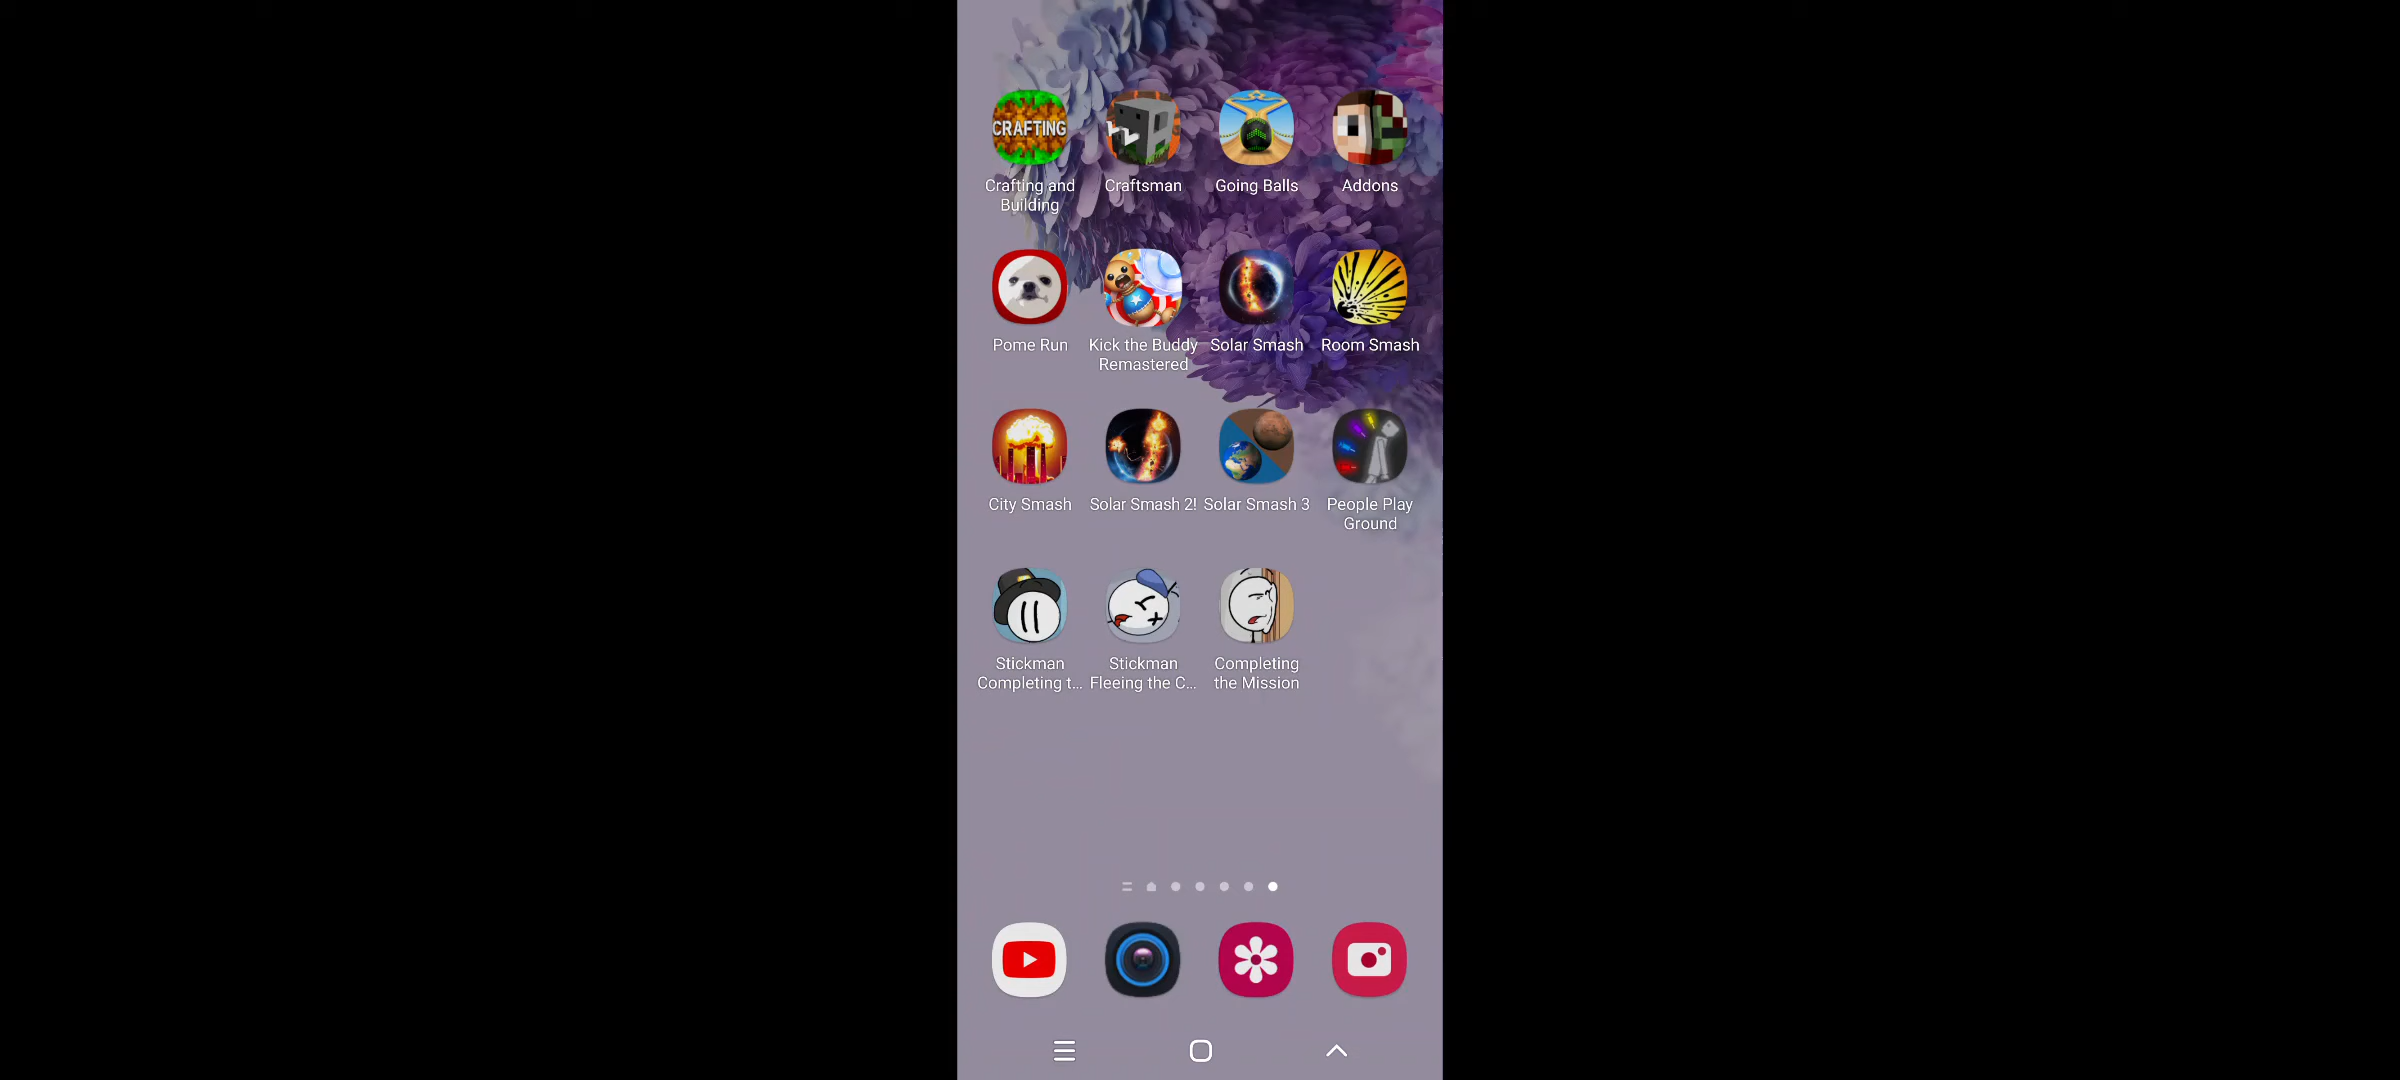 CRAFTING
Crafting and
Building
Craftsman
Going Balls
Addons
Pome Run
Kick the Buddy
Remastered
Solar Smash
Room Smash
City Smash
Solar Smash 2!
Solar Smash 3
People Play
Ground
Stickman
Completing t...
Stickman
Fleeing the C...
Completing
the Mission